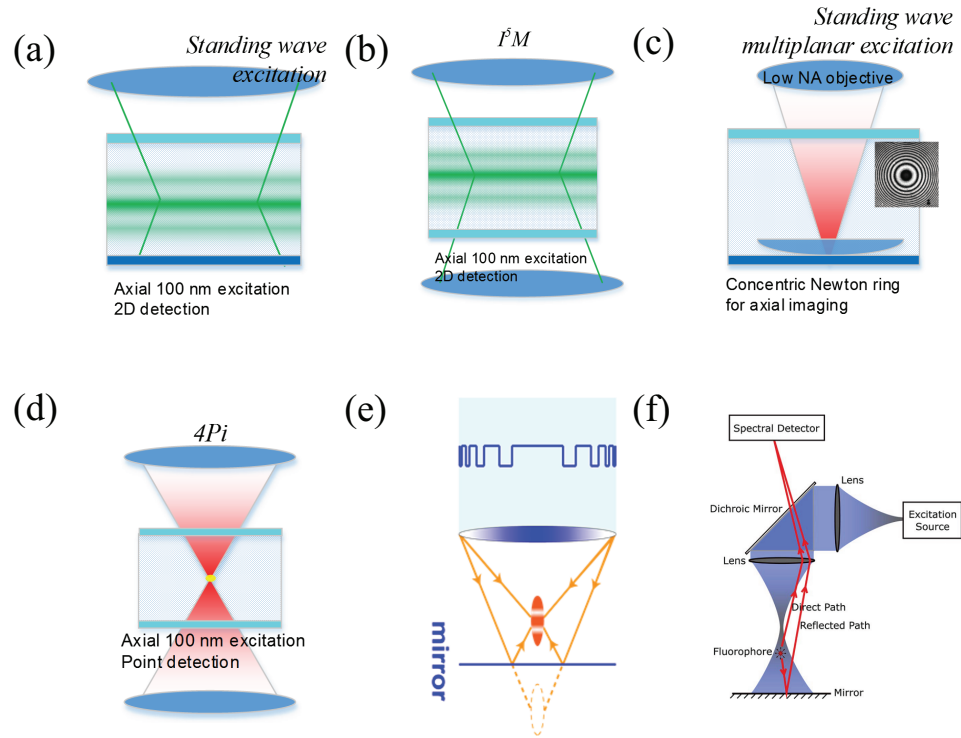 (a)
Standing wave
excitation
Axial 100 nm excitation
2D detection
(b)
I⁵M
Axial 100 nm excitation
2D detection
(c)
Standing wave
multiplanar excitation
Low NA objective
Concentric Newton ring
for axial imaging
(d)
4Pi
Axial 100 nm excitation
Point detection
(e)
mirror
(f)
Spectral Detector
Lens
Dichroic Mirror
Excitation
Source
Lens
Direct Path
Reflected Path
Fluorophore
Mirror